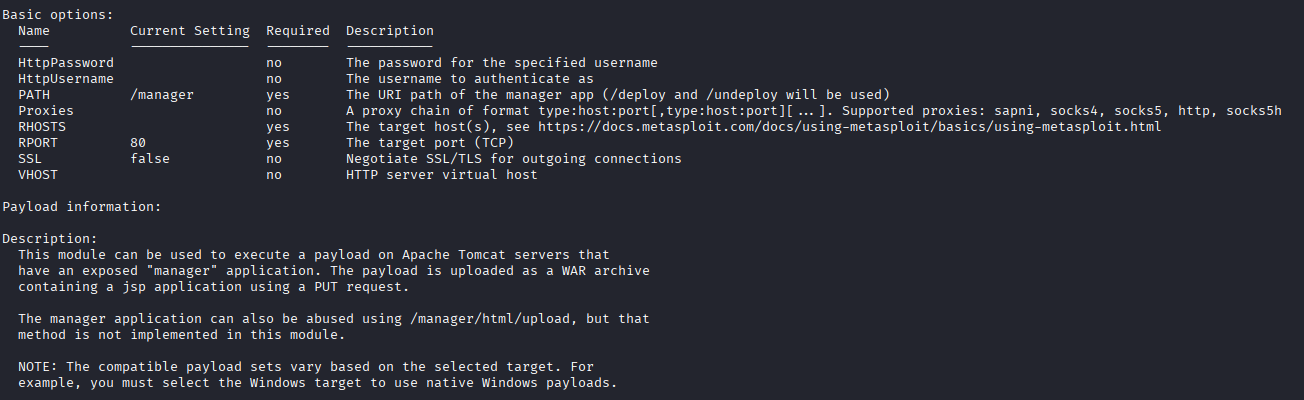 Basic options:
  Name          Current Setting  Required  Description
  ----          ---------------  --------  -----------
  HttpPassword                   no        The password for the specified username
  HttpUsername                   no        The username to authenticate as
  PATH          /manager         yes       The URI path of the manager app (/deploy and /undeploy will be used)
  Proxies                        no        A proxy chain of format type:host:port[,type:host:port][...]. Supported proxies: sapni, socks4, socks5, http, socks5h
  RHOSTS                         yes       The target host(s), see https://docs.metasploit.com/docs/using-metasploit/basics/using-metasploit.html
  RPORT         80               yes       The target port (TCP)
  SSL           false            no        Negotiate SSL/TLS for outgoing connections
  VHOST                          no        HTTP server virtual host

Payload information:

Description:
  This module can be used to execute a payload on Apache Tomcat servers that
  have an exposed "manager" application. The payload is uploaded as a WAR archive
  containing a jsp application using a PUT request.

  The manager application can also be abused using /manager/html/upload, but that
  method is not implemented in this module.

  NOTE: The compatible payload sets vary based on the selected target. For
  example, you must select the Windows target to use native Windows payloads.